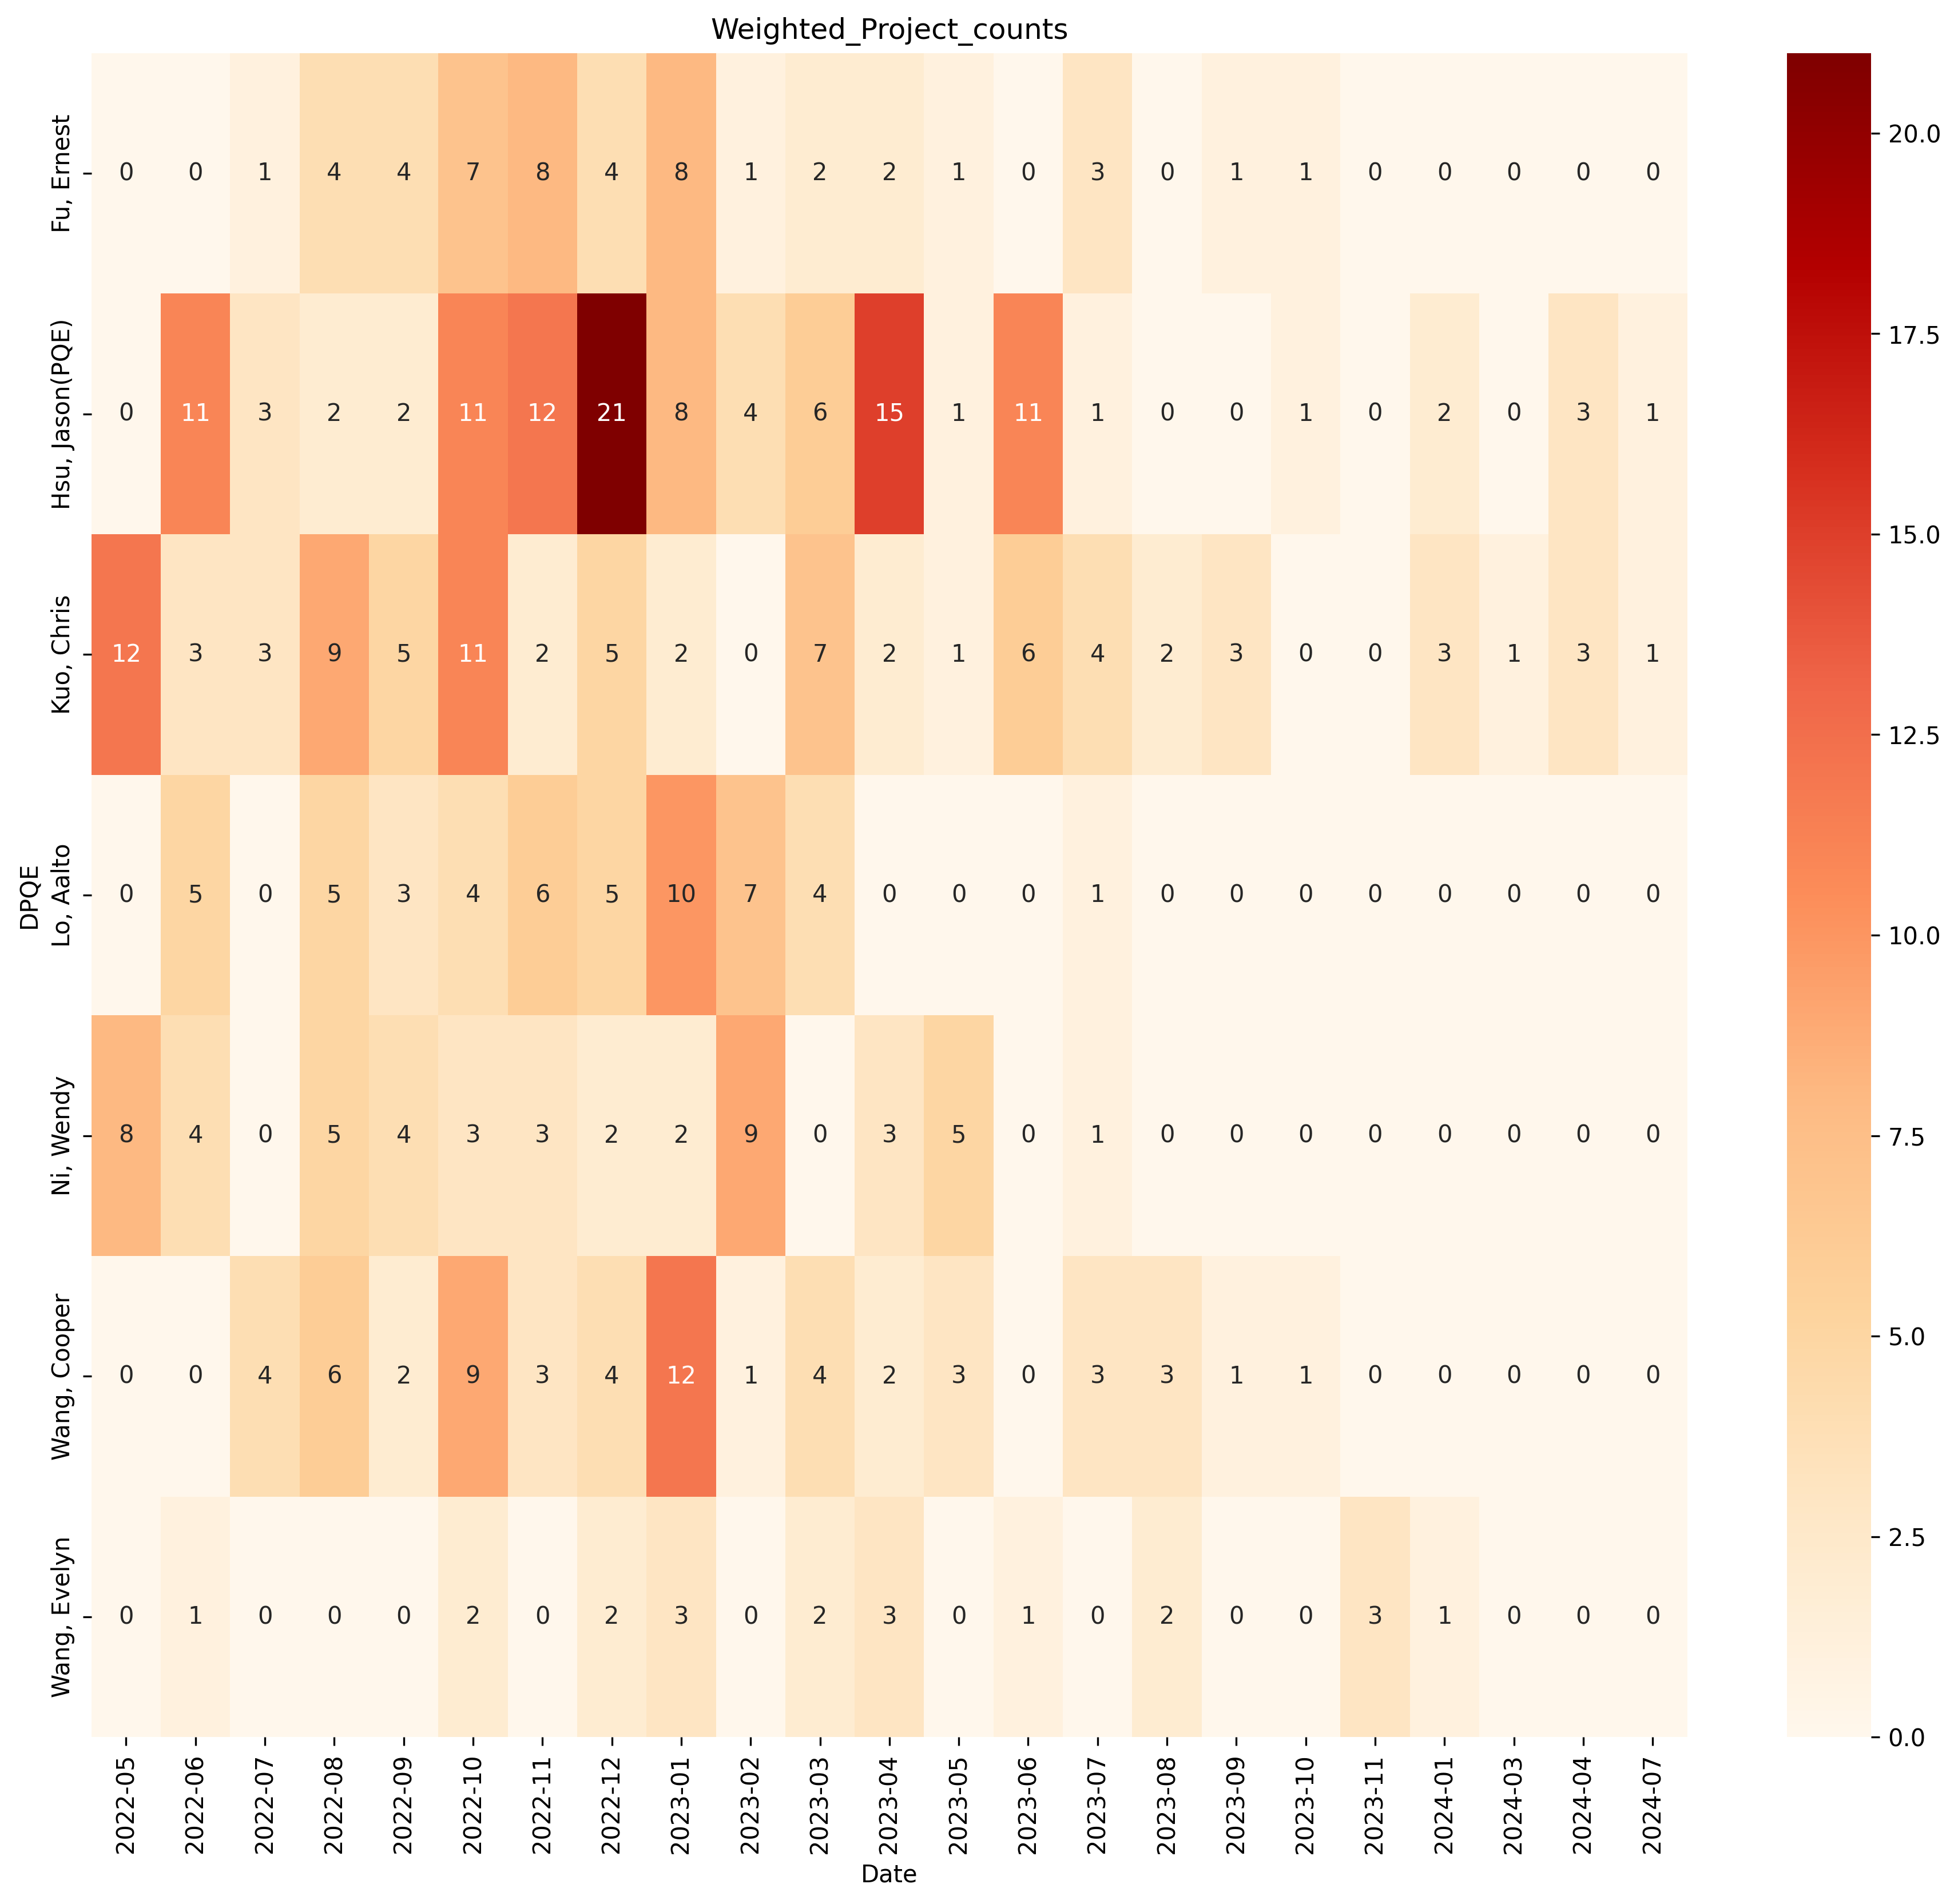 Weighted_Project_counts
DPQE
Fu, Ernest 0 0 1 4 4 7 8 4 8 1 2 2 1 0 3 0 1 1 0 0 0 0 0
Hsu, Jason(PQE) 0 11 3 2 2 11 12 21 8 4 6 15 1 11 1 0 0 1 0 2 0 3 1
Kuo, Chris 12 3 3 9 5 11 2 5 2 0 7 2 1 6 4 2 3 0 0 3 1 3 1
Lo, Aalto 0 5 0 5 3 4 6 5 10 7 4 0 0 0 1 0 0 0 0 0 0 0 0
Ni, Wendy 8 4 0 5 4 3 3 2 2 9 0 3 5 0 1 0 0 0 0 0 0 0 0
Wang, Cooper 0 0 4 6 2 9 3 4 12 1 4 2 3 0 3 3 1 1 0 0 0 0 0
Wang, Evelyn 0 1 0 0 0 2 0 2 3 0 2 3 0 1 0 2 0 0 3 1 0 0 0
2022-05 2022-06 2022-07 2022-08 2022-09 2022-10 2022-11 2022-12 2023-01 2023-02 2023-03 2023-04 2023-05 2023-06 2023-07 2023-08 2023-09 2023-10 2023-11 2024-01 2024-03 2024-04 2024-07
Date
20.0
17.5
15.0
12.5
10.0
7.5
5.0
2.5
0.0